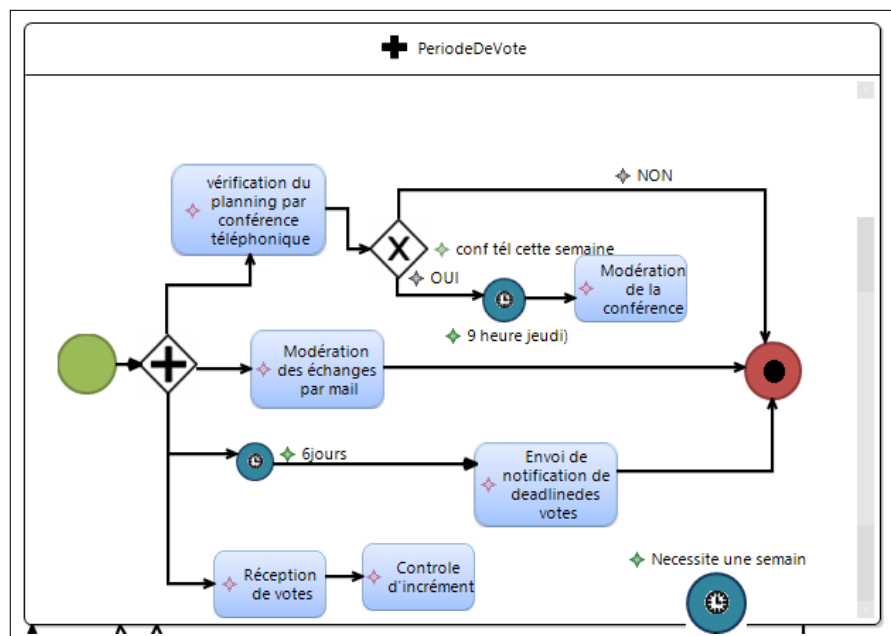 PeriodeDeVote
vérification du
planning par
conférence
téléphonique
NON
conf tél cette semaine
OUI
Modération
de la
conférence
9 heure jeudi)
Modération
des échanges
par mail
6jours
Envoi de
notification de
deadlinedes
votes
Réception
de votes
Controle
d'incrément
Necessite une semain